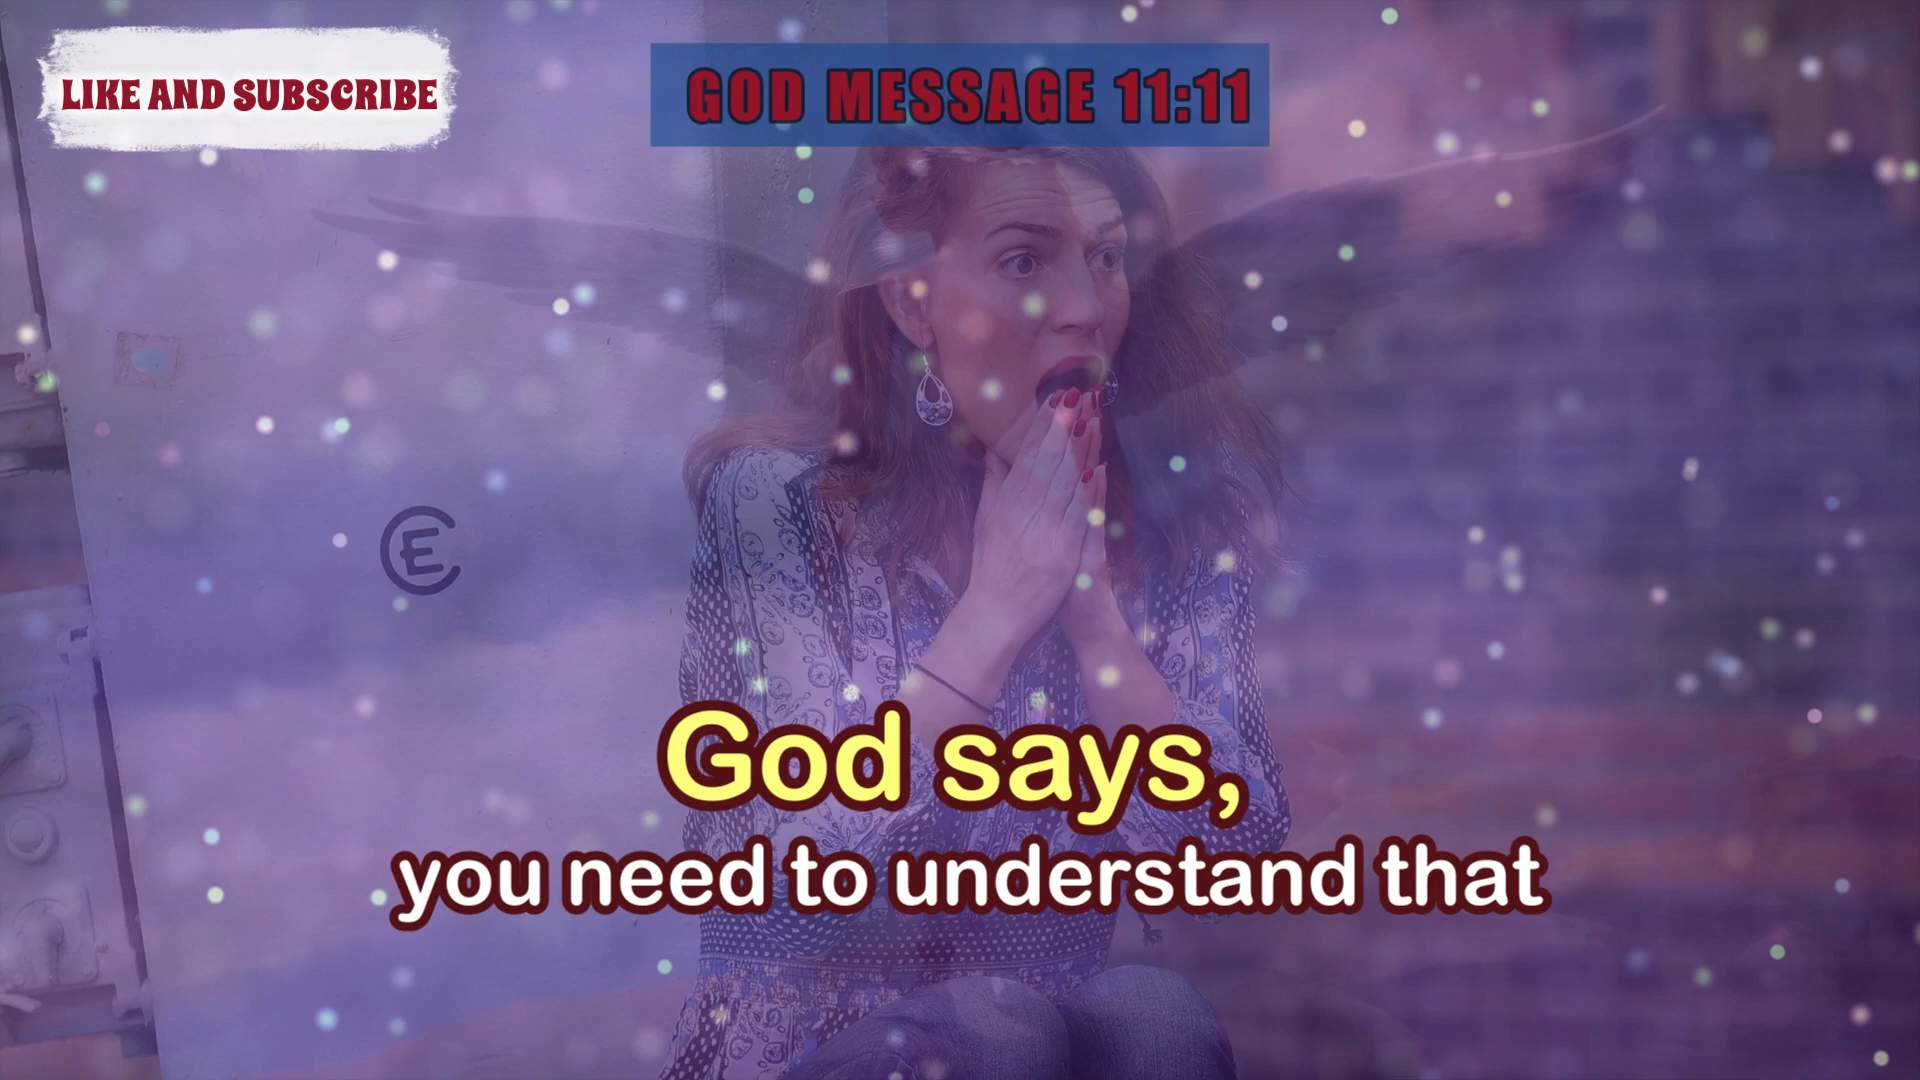 LIKE AND SUBSCRIBE
GOD MESSAGE 11:11
E
God says,
you need to understand that